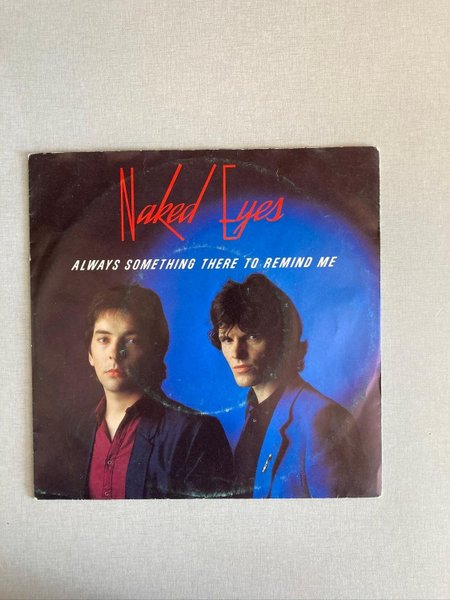 Naked Eyes
ALWAYS SOMETHING THERE TO REMIND ME